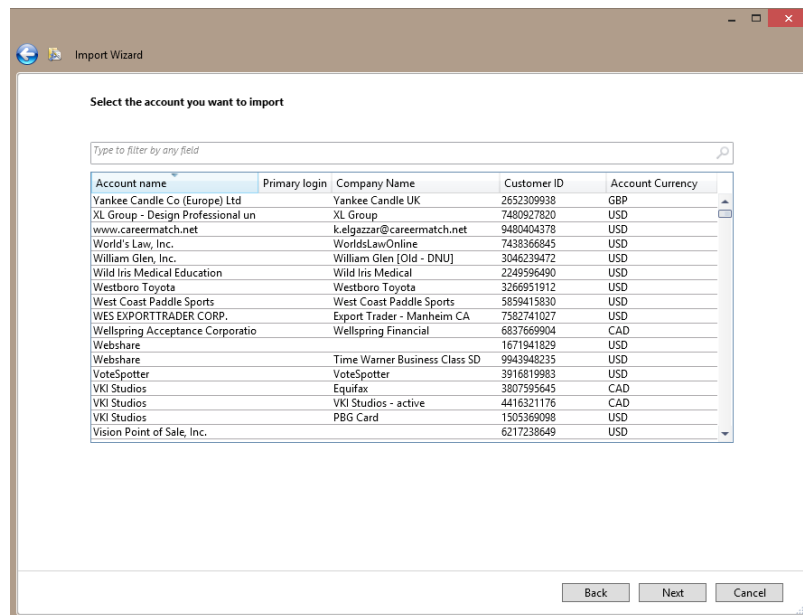 Import Wizard
Select the account you want to import
Type to filter by any field
Account name Primary login Company Name Customer ID Account Currency
Yankee Candle Co (Europe) Ltd Yankee Candle UK 2652309938 GBP
XL Group - Design Professional un XL Group 7480927820 USD
www.careermatch.net k.elgazzar@careermatch.net 9480404378 USD
World's Law, Inc. WorldsLawOnline 7438366845 USD
William Glen, Inc. William Glen [Old - DNU] 3046239472 USD
Wild Iris Medical Education Wild Iris Medical 2249596490 USD
Westboro Toyota Westboro Toyota 3266951912 USD
West Coast Paddle Sports West Coast Paddle Sports 5859415830 USD
WES EXPORTTRADER CORP. Export Trader - Manheim CA 7582741027 USD
Wellspring Acceptance Corporatio Wellspring Financial 6837669904 CAD
Webshare 1671941829 USD
Webshare Time Warner Business Class SD 9943948235 USD
VoteSpotter VoteSpotter 3916819983 USD
VKI Studios Equifax 3807595645 CAD
VKI Studios VKI Studios - active 4416321176 CAD
VKI Studios PBG Card 1505369098 USD
Vision Point of Sale, Inc. 6217238649 USD
Back Next Cancel